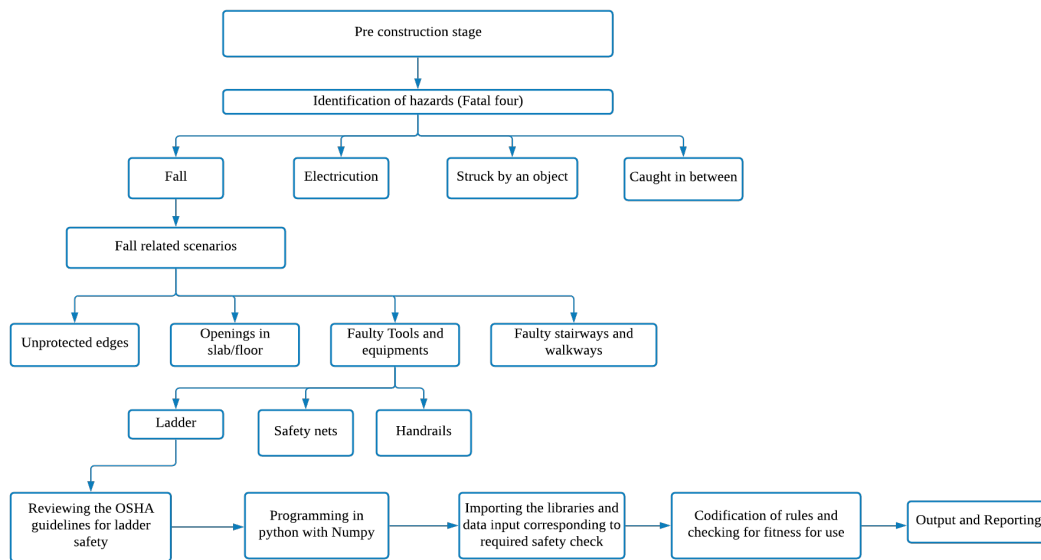 Pre construction stage
Identification of hazards (Fatal four)
Fall
Electricution
Struck by an object
Caught in between
Fall related scenarios
Unprotected edges
Openings in
slab/floor
Faulty Tools and
equipments
Faulty stairways and
walkways
Ladder
Safety nets
Handrails
Reviewing the OSHA
guidelines for ladder
safety
Programming in
python with Numpy
Importing the libraries and
data input corresponding to
required safety check
Codification of rules and
checking for fitness for use
Output and Reporting